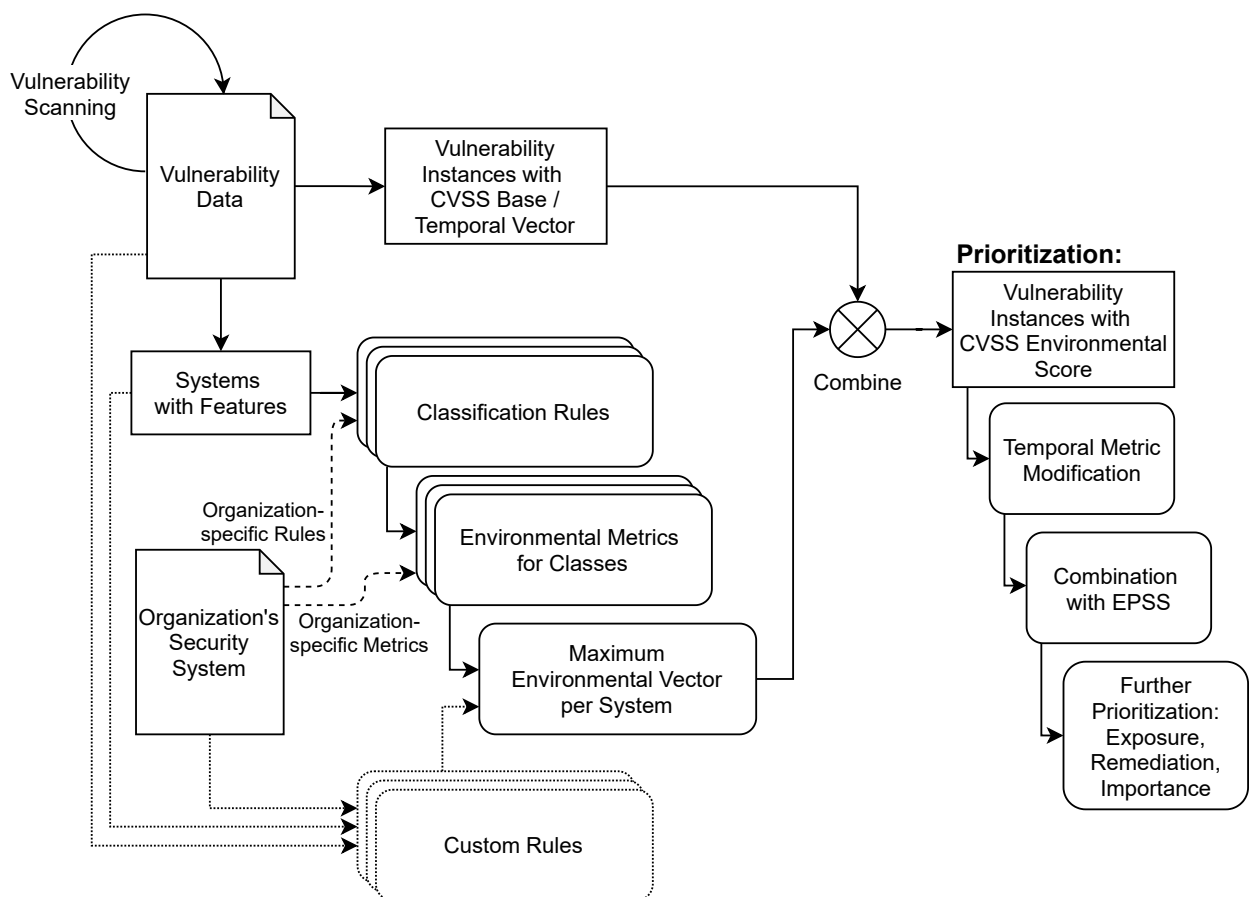 Vulnerability
Scanning
Vulnerability
Data
Vulnerability
Instances with
CVSS Base /
Temporal Vector
Prioritization:
Vulnerability
Instances with
CVSS Environmental
Score
Combine
Systems
with Features
Classification Rules
Temporal Metric
Modification
Organization-
specific Rules
Environmental Metrics
for Classes
Combination
with EPSS
Organization's
Security
System
Organization-
specific Metrics
Maximum
Environmental Vector
per System
Further
Prioritization:
Exposure,
Remediation,
Importance
Custom Rules